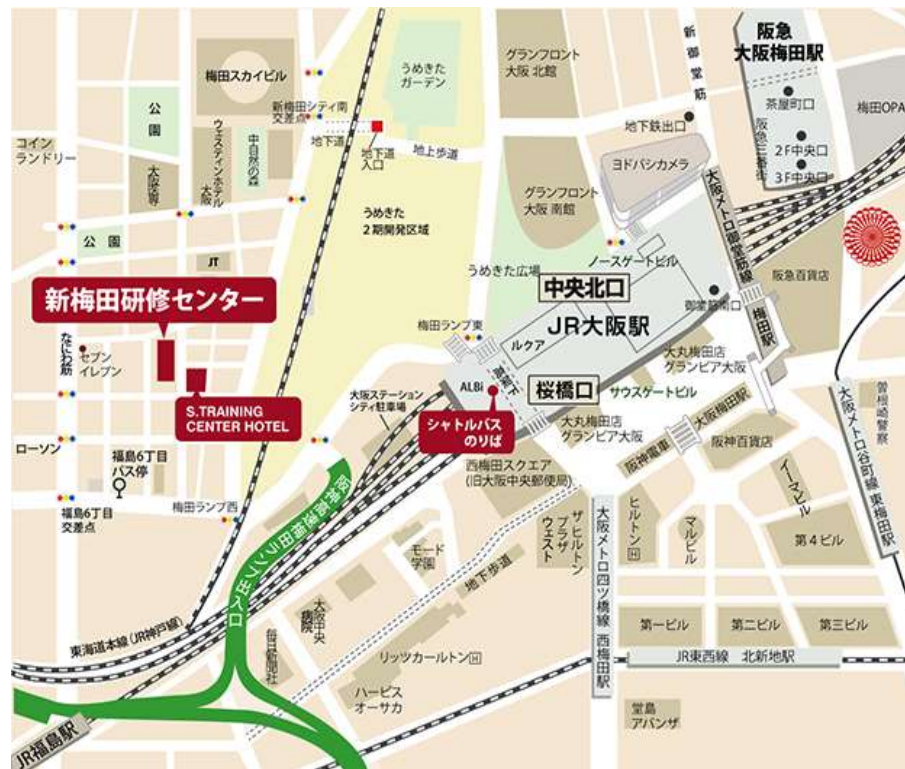 阪急
大阪梅田駅
新御堂筋
グランフロント
大阪 北館
うめきた
ガーデン
梅田スカイビル
新梅田シティ南
交差点
公園
茶屋町口
梅田OPA
地下鉄出口
コイン
ランドリー
ウェスティンホテル
大阪
中自然の森
地下道
地下道
入口
地上歩道
阪急三番街
2F中央口
3F中央口
ヨドバシカメラ
グランフロント
大阪 南館
大阪メトロ御堂筋線
うめきた
2期開発区域
公園
JT
ノースゲートビル
うめきた広場
阪急百貨店
新梅田研修センター
中央北口
JR大阪駅
御堂筋南口
梅田駅
梅田ランプ東
ルクア
なにわ筋
セブン
イレブン
大丸梅田店
グランビア大阪
ALBi
桜橋口
サウスゲートビル
大阪ステーション
シティ駐車場
S.TRAINING
CENTER HOTEL
シャトルバス
のりば
大丸梅田店
グランビア大阪
大阪梅田駅
阪神電車
阪神百貨店
曽根崎警察
大阪メトロ谷町線 東梅田駅
ローソン
福島6丁目
バス停
西梅田スクエア
(旧大阪中央郵便局)
イーマビル
福島6丁目
交差点
梅田ランプ西
阪神高速梅田ランプ出入口
ザヒルトン
プラザ
ウェスト
大阪メトロ四ツ橋線 西梅田駅
ヒルトンH
マルビル
第4ビル
モード
学園
地下歩道
大阪中央
病院
毎日新聞社
第一ビル
第二ビル
第三ビル
東海道本線(JR神戸線)
リッツカールトンH
JR東西線 北新地駅
ハービス
オーサカ
堂島
アバンザ
JR福島駅